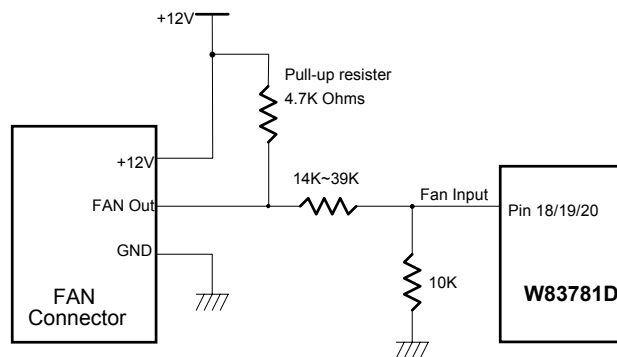 +12V
Pull-up resister
4.7K Ohms
+12V
14K~39K
Fan Input
FAN Out
Pin 18/19/20
GND
10K
W83781D
FAN
Connector